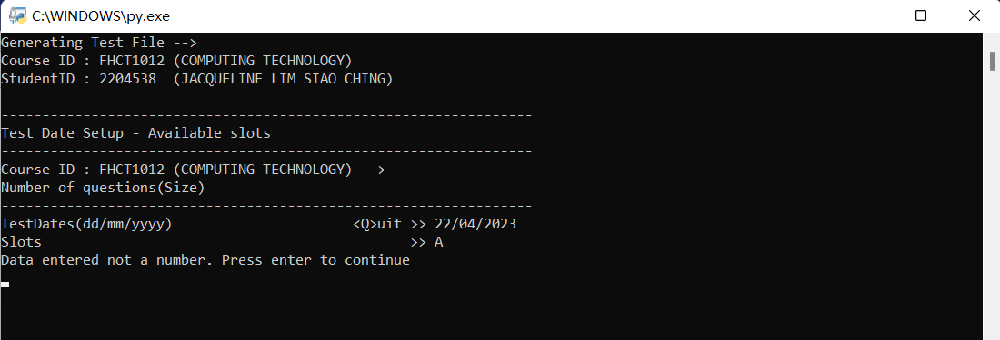 C:\WINDOWS\py.exe
Generating Test File -->
Course ID : FHCT1012 (COMPUTING TECHNOLOGY)
StudentID : 2204538  (JACQUELINE LIM SIAO CHING)
-----------------------------------------------------------------
Test Date Setup - Available slots
-----------------------------------------------------------------
Course ID : FHCT1012 (COMPUTING TECHNOLOGY)--->
Number of questions(Size)
-----------------------------------------------------------------
TestDates(dd/mm/yyyy)                      <Q>uit >> 22/04/2023
Slots                                             >> A
Data entered not a number. Press enter to continue